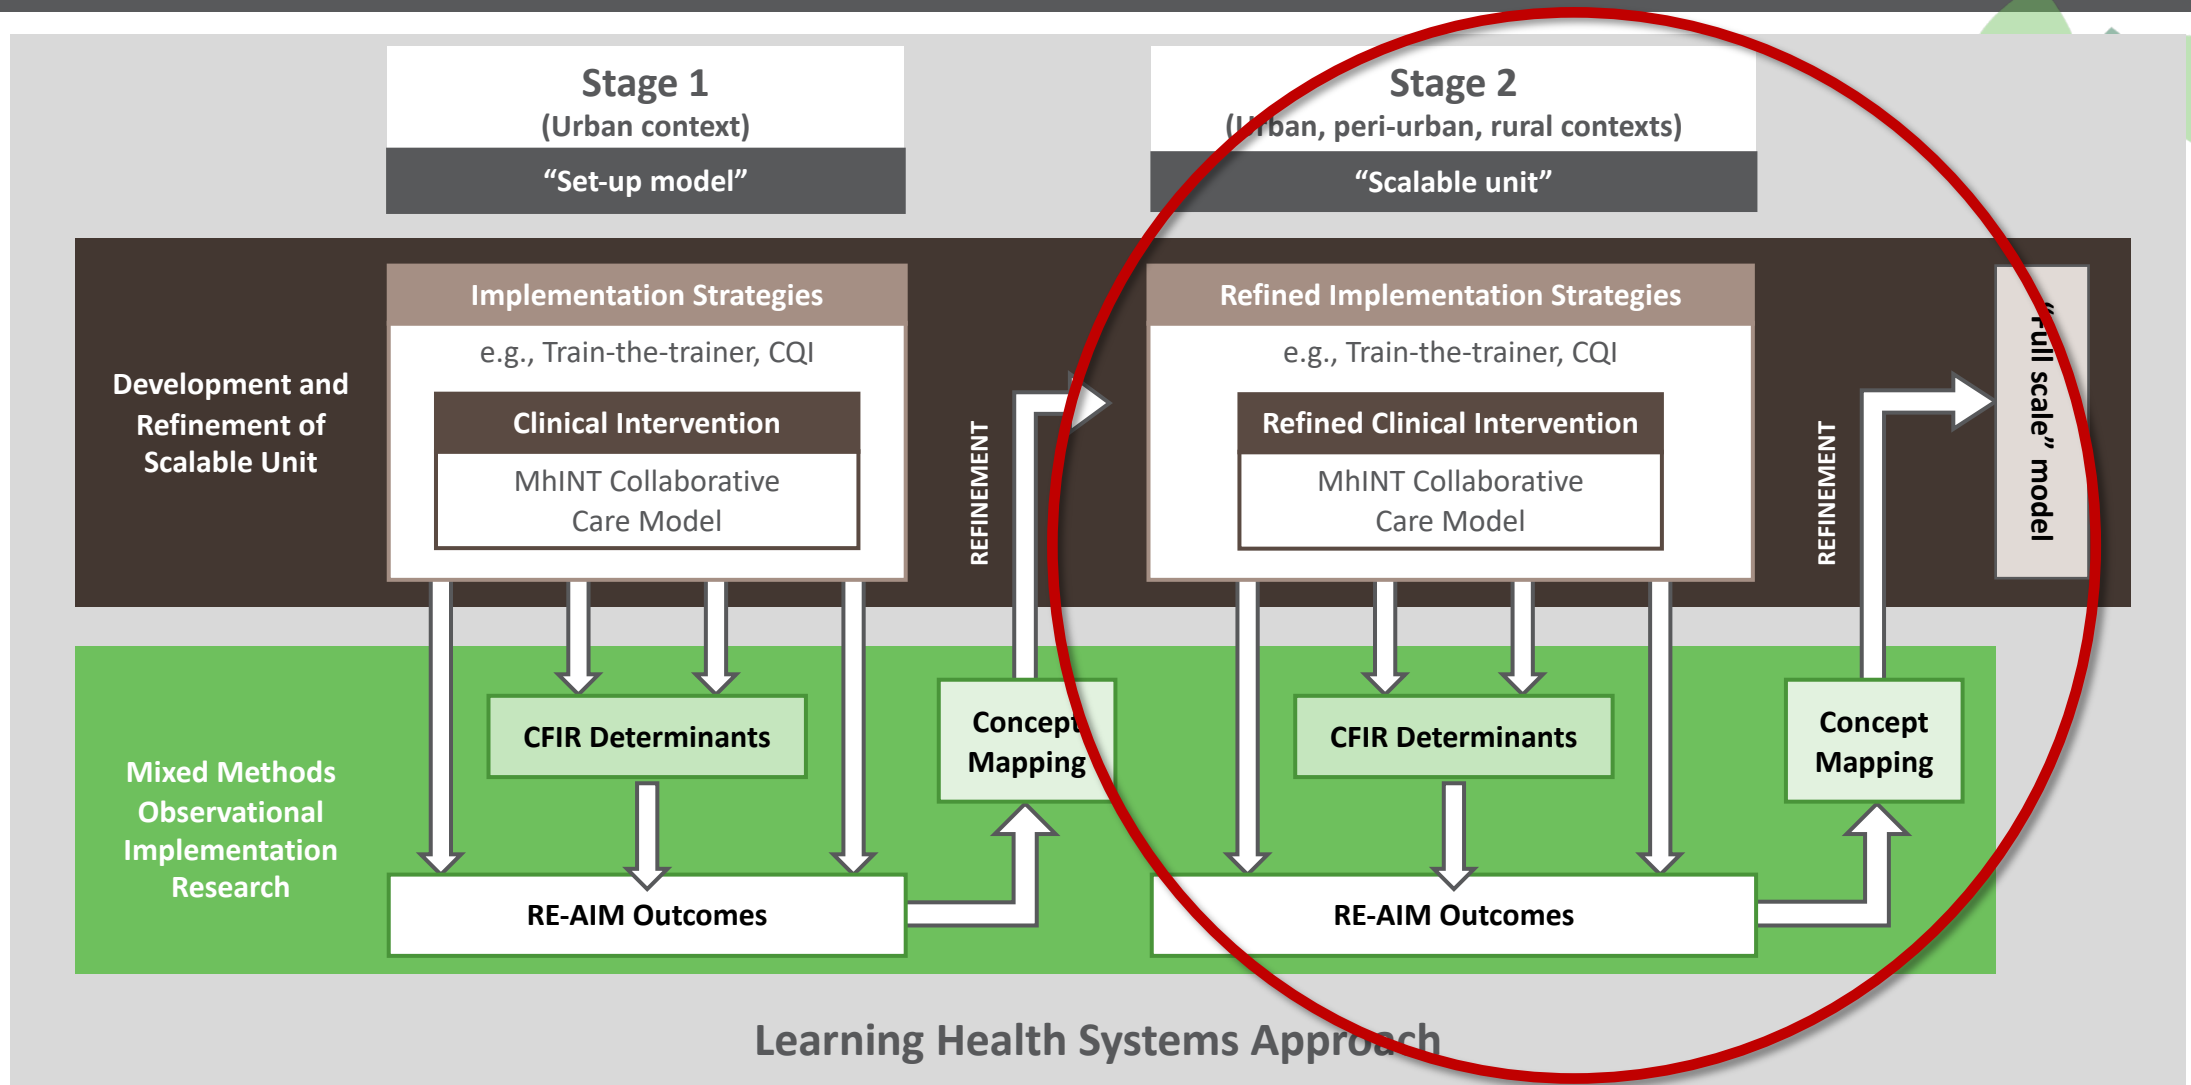 Stage 1
(Urban context)
“Set-up model”
Stage 2
(Urban, peri-urban, rural contexts)
“Scalable unit”
Development and
Refinement of
Scalable Unit
Implementation Strategies
e.g., Train-the-trainer, CQI
Clinical Intervention
MhINT Collaborative
Care Model
REFINEMENT
Refined Implementation Strategies
e.g., Train-the-trainer, CQI
Refined Clinical Intervention
MhINT Collaborative
Care Model
REFINEMENT
“Full scale” model
Mixed Methods
Observational
Implementation
Research
CFIR Determinants
RE-AIM Outcomes
Concept
Mapping
CFIR Determinants
RE-AIM Outcomes
Concept
Mapping
Learning Health Systems Approach